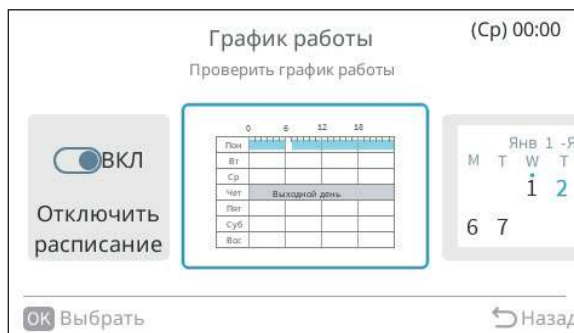 График работы
(Ср) 00:00
Проверить график работы
ВКЛ
Отключить
расписание
0 6 12 18
Пон
Вт
Ср
Чет Выходной день
Пят
Суб
Вос
Янв 1 -Я
M T W T
1 2
6 7
OK Выбрать
Назад